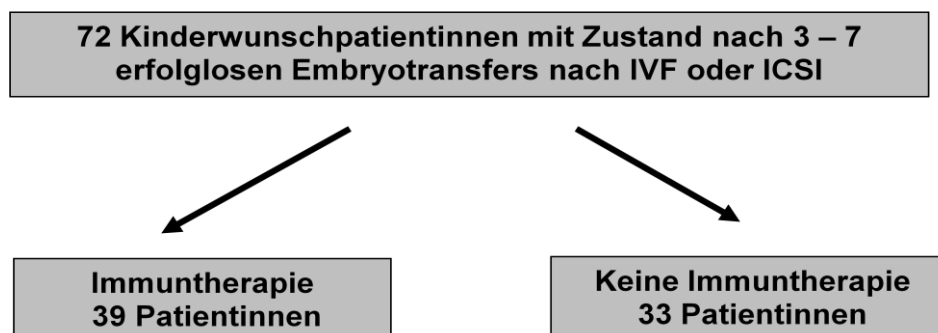 72 Kinderwunschpatientinnen mit Zustand nach 3 – 7
erfolglosen Embryotransfers nach IVF oder ICSI
Immuntherapie
39 Patientinnen
Keine Immuntherapie
33 Patientinnen